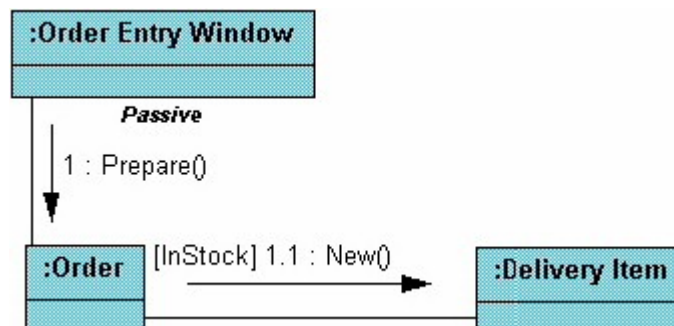 :Order Entry Window
Passive
1 : Prepare()
[InStock] 1.1 : New()
:Order
:Delivery Item